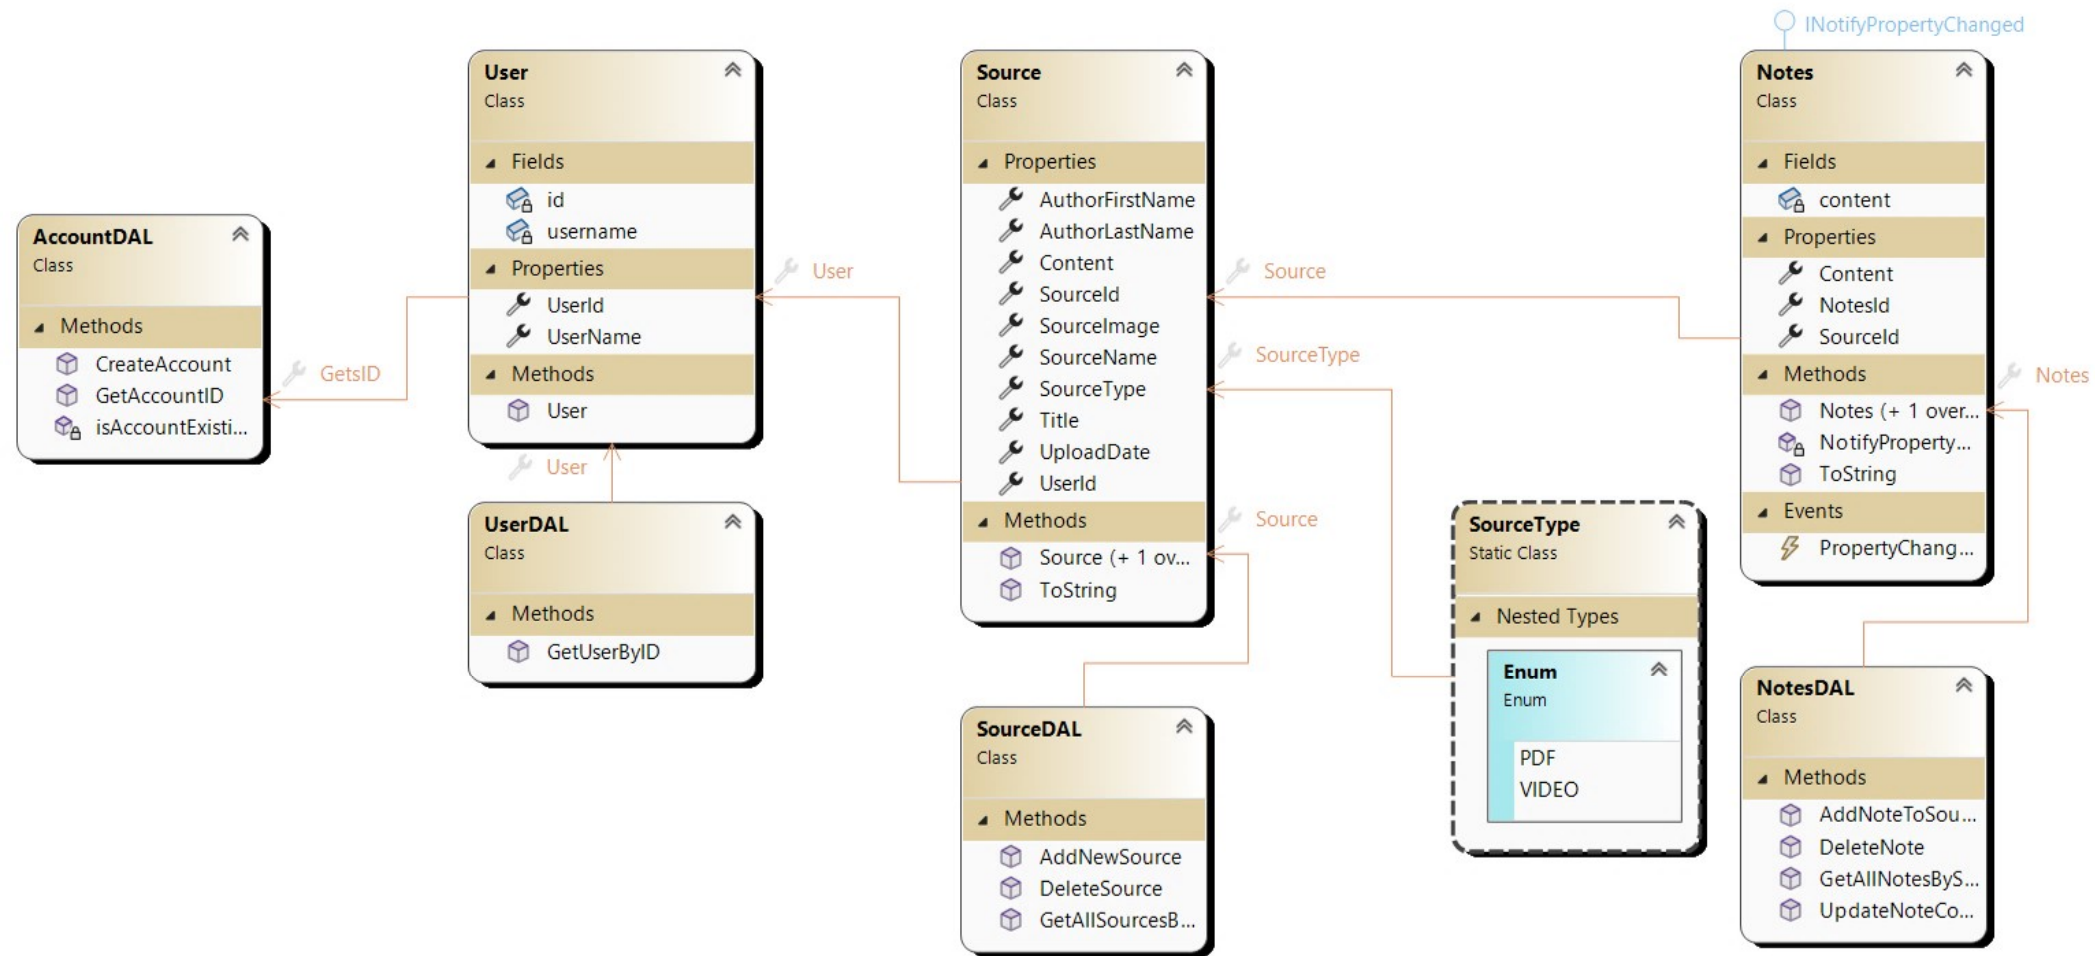 INotifyPropertyChanged
AccountDAL
Class
Methods
CreateAccount
GetAccountID
isAccountExisti...
GetsID
User
Class
Fields
id
username
Properties
UserId
UserName
Methods
User
User
User
UserDAL
Class
Methods
GetUserByID
Source
Class
Properties
AuthorFirstName
AuthorLastName
Content
SourceId
SourceImage
SourceName
SourceType
Title
UploadDate
UserId
Methods
Source (+ 1 ov...
ToString
Source
SourceType
Source
SourceDAL
Class
Methods
AddNewSource
DeleteSource
GetAllSourcesB...
SourceType
Static Class
Nested Types
Enum
Enum
PDF
VIDEO
Notes
Class
Fields
content
Properties
Content
NotesId
SourceId
Methods
Notes (+ 1 over...
NotifyProperty...
ToString
Events
PropertyChang...
Notes
NotesDAL
Class
Methods
AddNoteToSou...
DeleteNote
GetAllNotesByS...
UpdateNoteCo...